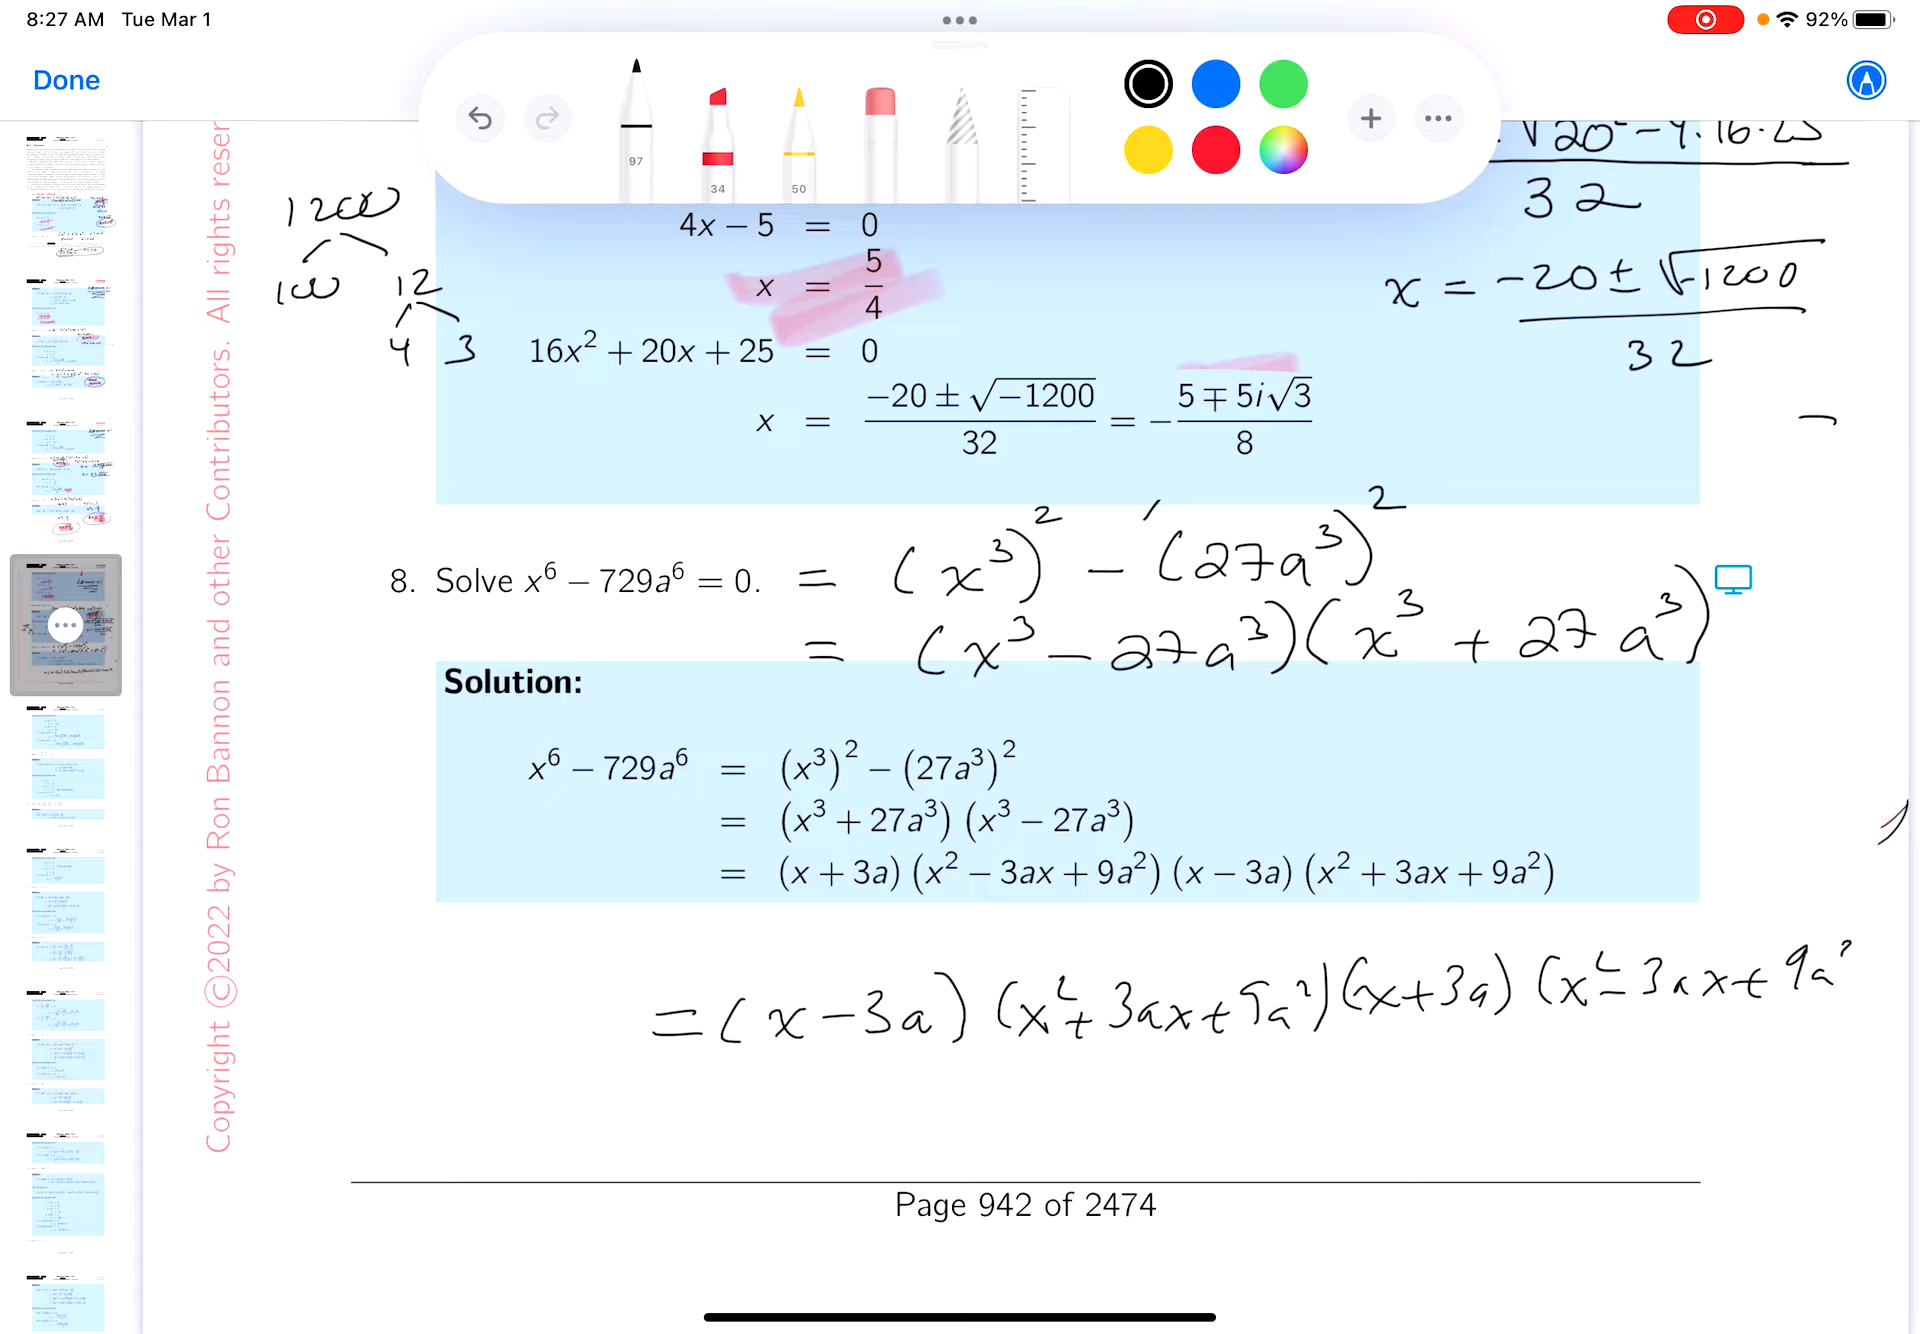 8:27 AM Tue Mar 1
92%
Done
97
34
50
√20² − 4·16·25
32
1200
100 12
4 3
4x − 5 = 0
x = 5/4
16x² + 20x + 25 = 0
x = (−20 ± √−1200)/32 = −(5 ∓ 5i√3)/8
x = (−20 ± √−1200)/32
8. Solve x⁶ − 729a⁶ = 0.
= (x³)² − (27a³)²
= (x³ − 27a³)(x³ + 27a³)
Solution:
x⁶ − 729a⁶ = (x³)² − (27a³)²
= (x³ + 27a³) (x³ − 27a³)
= (x + 3a) (x² − 3ax + 9a²) (x − 3a) (x² + 3ax + 9a²)
= (x − 3a) (x² + 3ax + 9a²) (x + 3a) (x² − 3ax + 9a²
Copyright ©2022 by Ron Bannon and other Contributors. All rights reser
Page 942 of 2474